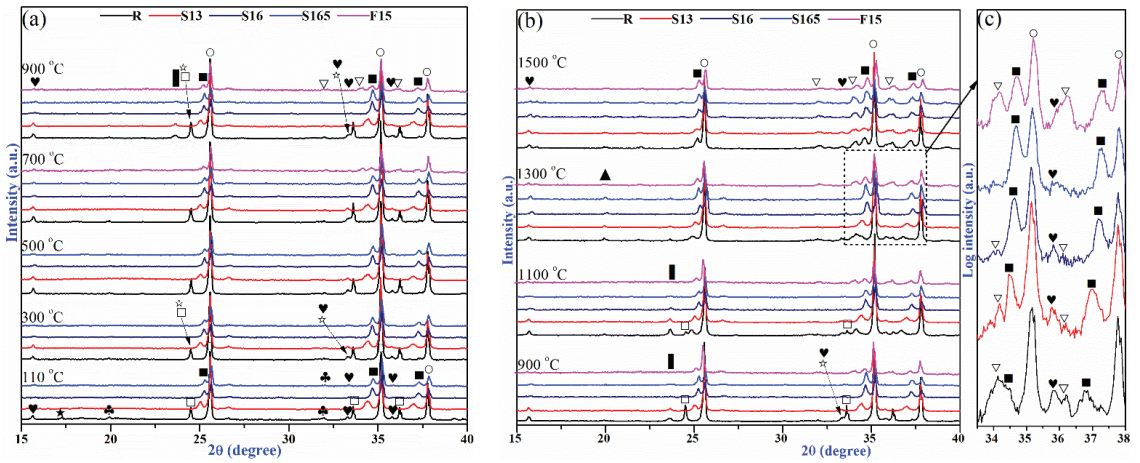 (a)
R S13 S16 S165 F15
900 °C
700 °C
500 °C
300 °C
110 °C
Intensity (a.u.)
15 20 25 30 35 40
2θ (degree)
(b)
R S13 S16 S165 F15
1500 °C
1300 °C
1100 °C
900 °C
Intensity (a.u.)
15 20 25 30 35 40
2θ (degree)
(c)
Log intensity (a.u.)
34 35 36 37 38